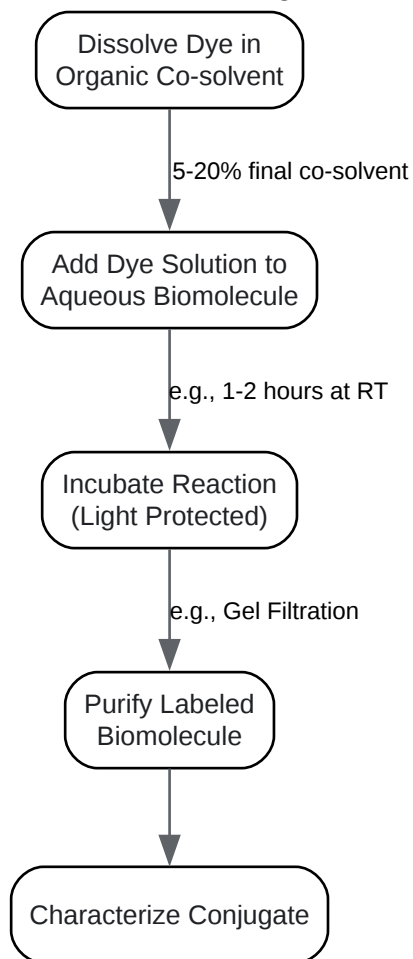 Dissolve Dye in
Organic Co-solvent
5-20% final co-solvent
Add Dye Solution to
Aqueous Biomolecule
e.g., 1-2 hours at RT
Incubate Reaction
(Light Protected)
e.g., Gel Filtration
Purify Labeled
Biomolecule
Characterize Conjugate